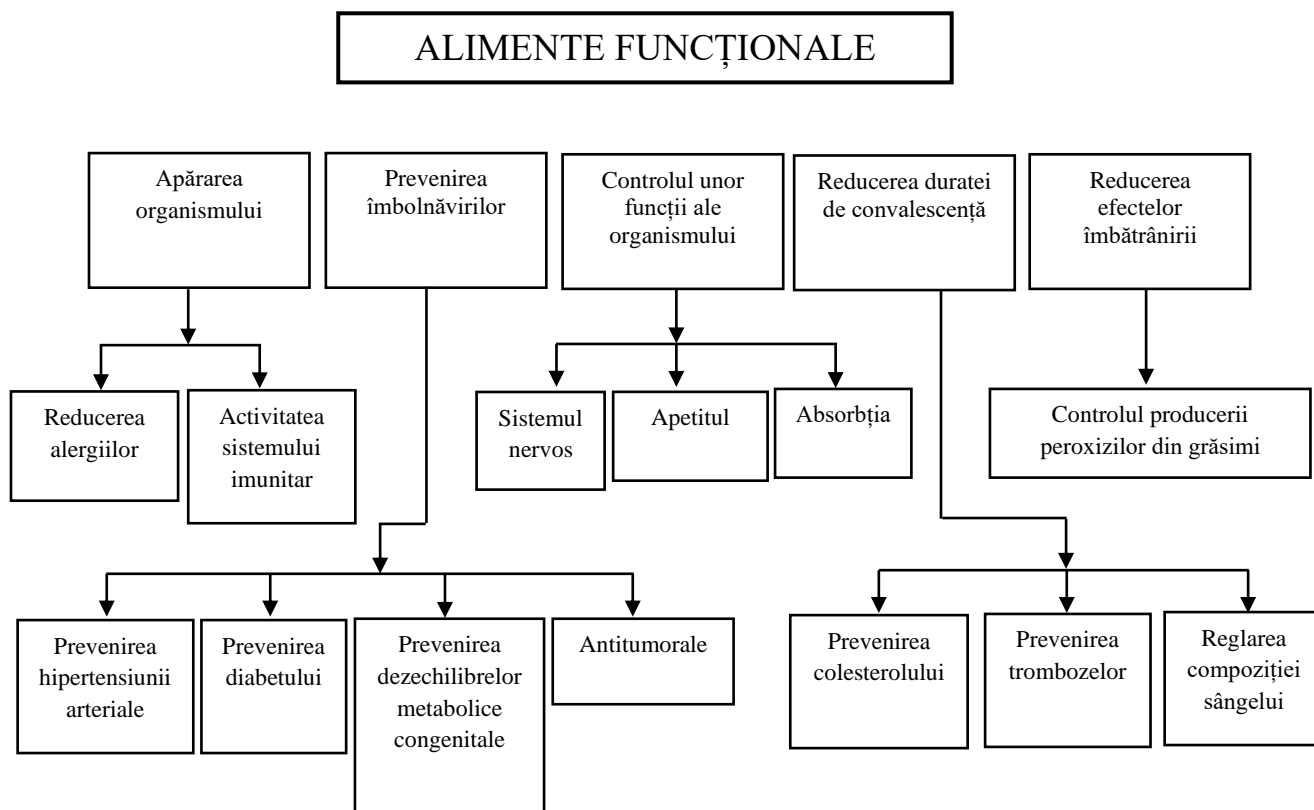 ALIMENTE FUNCȚIONALE
Apărarea
organismului
Prevenirea
îmbolnăvirilor
Controlul unor
funcții ale
organismului
Reducerea duratei
de convalescență
Reducerea
efectelor
îmbătrânirii
Reducerea
alergiilor
Activitatea
sistemului
imunitar
Sistemul
nervos
Apetitul
Absorbția
Controlul producerii
peroxizilor din grăsimi
Prevenirea
hipertensiunii
arteriale
Prevenirea
diabetului
Prevenirea
dezechilibrelor
metabolice
congenitale
Antitumorale
Prevenirea
colesterolului
Prevenirea
trombozelor
Reglarea
compoziției
sângelui